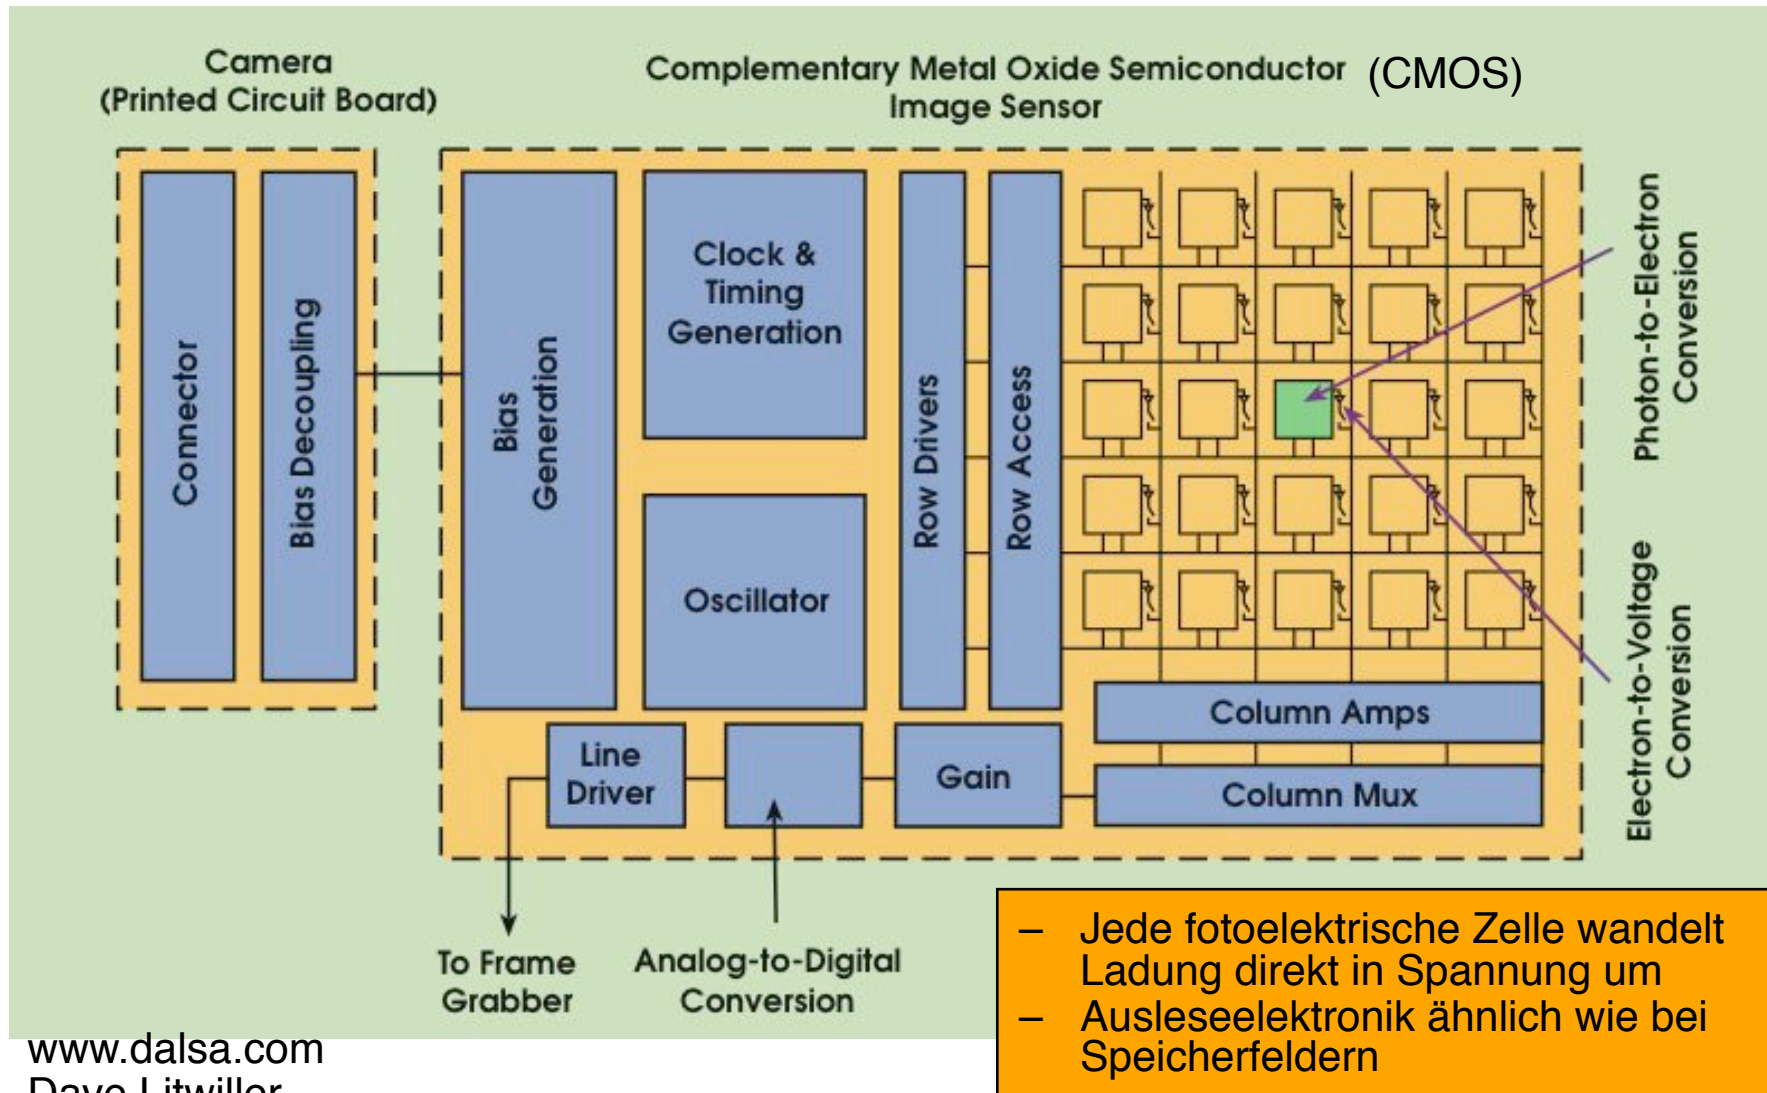 Camera
(Printed Circuit Board)
Complementary Metal Oxide Semiconductor (CMOS)
Image Sensor
Connector
Bias Decoupling
Bias
Generation
Clock &
Timing
Generation
Oscillator
Row Drivers
Row Access
Photon-to-Electron
Conversion
Electron-to-Voltage
Conversion
Column Amps
Column Mux
Line
Driver
Gain
To Frame
Grabber
Analog-to-Digital
Conversion
– Jede fotoelektrische Zelle wandelt
Ladung direkt in Spannung um
– Ausleseelektronik ähnlich wie bei
Speicherfeldern
www.dalsa.com
Dave Litwiller